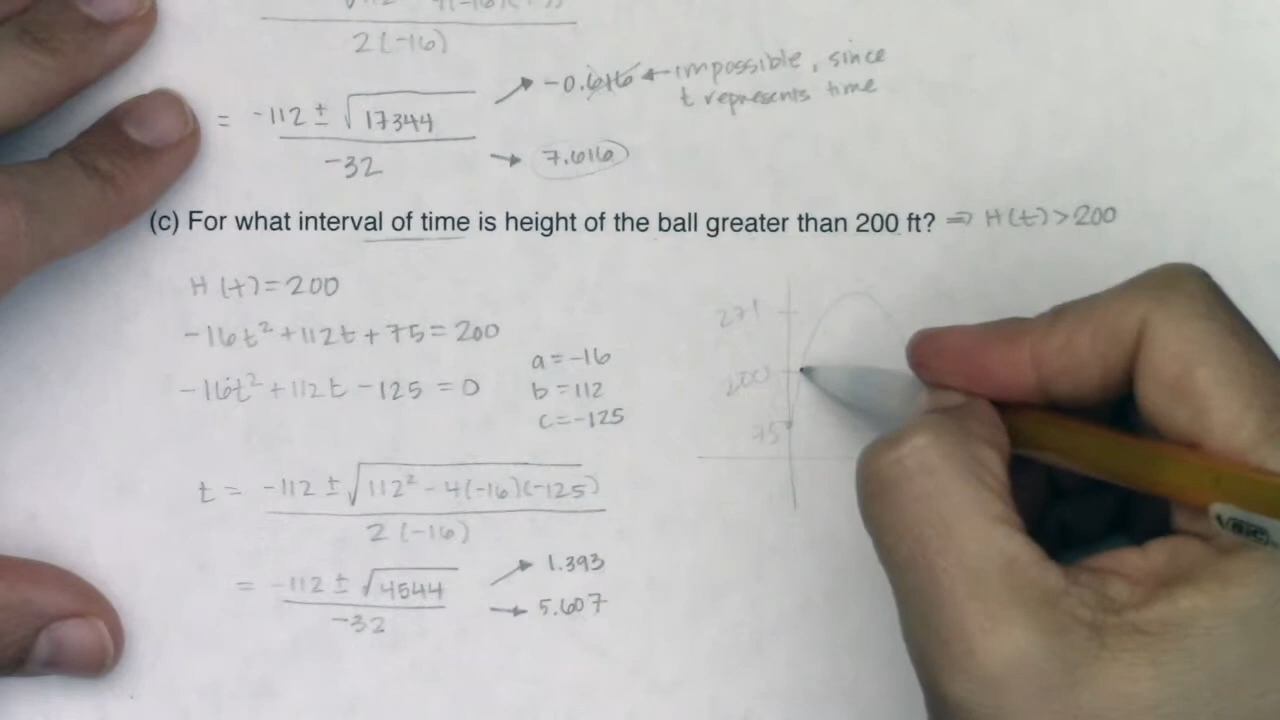 2(-16)
= -112 ± √17344 / -32
→ -0.616 ← impossible, since
t represents time
→ 7.616
(c) For what interval of time is height of the ball greater than 200 ft? ⇒ H(t)>200
H(t)=200
-16t²+112t+75=200
-16t²+112t-125=0
a=-16
b=112
c=-125
271
200
75
t = -112 ± √112²-4(-16)(-125) / 2(-16)
= -112 ± √4544 / -32
→ 1.393
→ 5.607